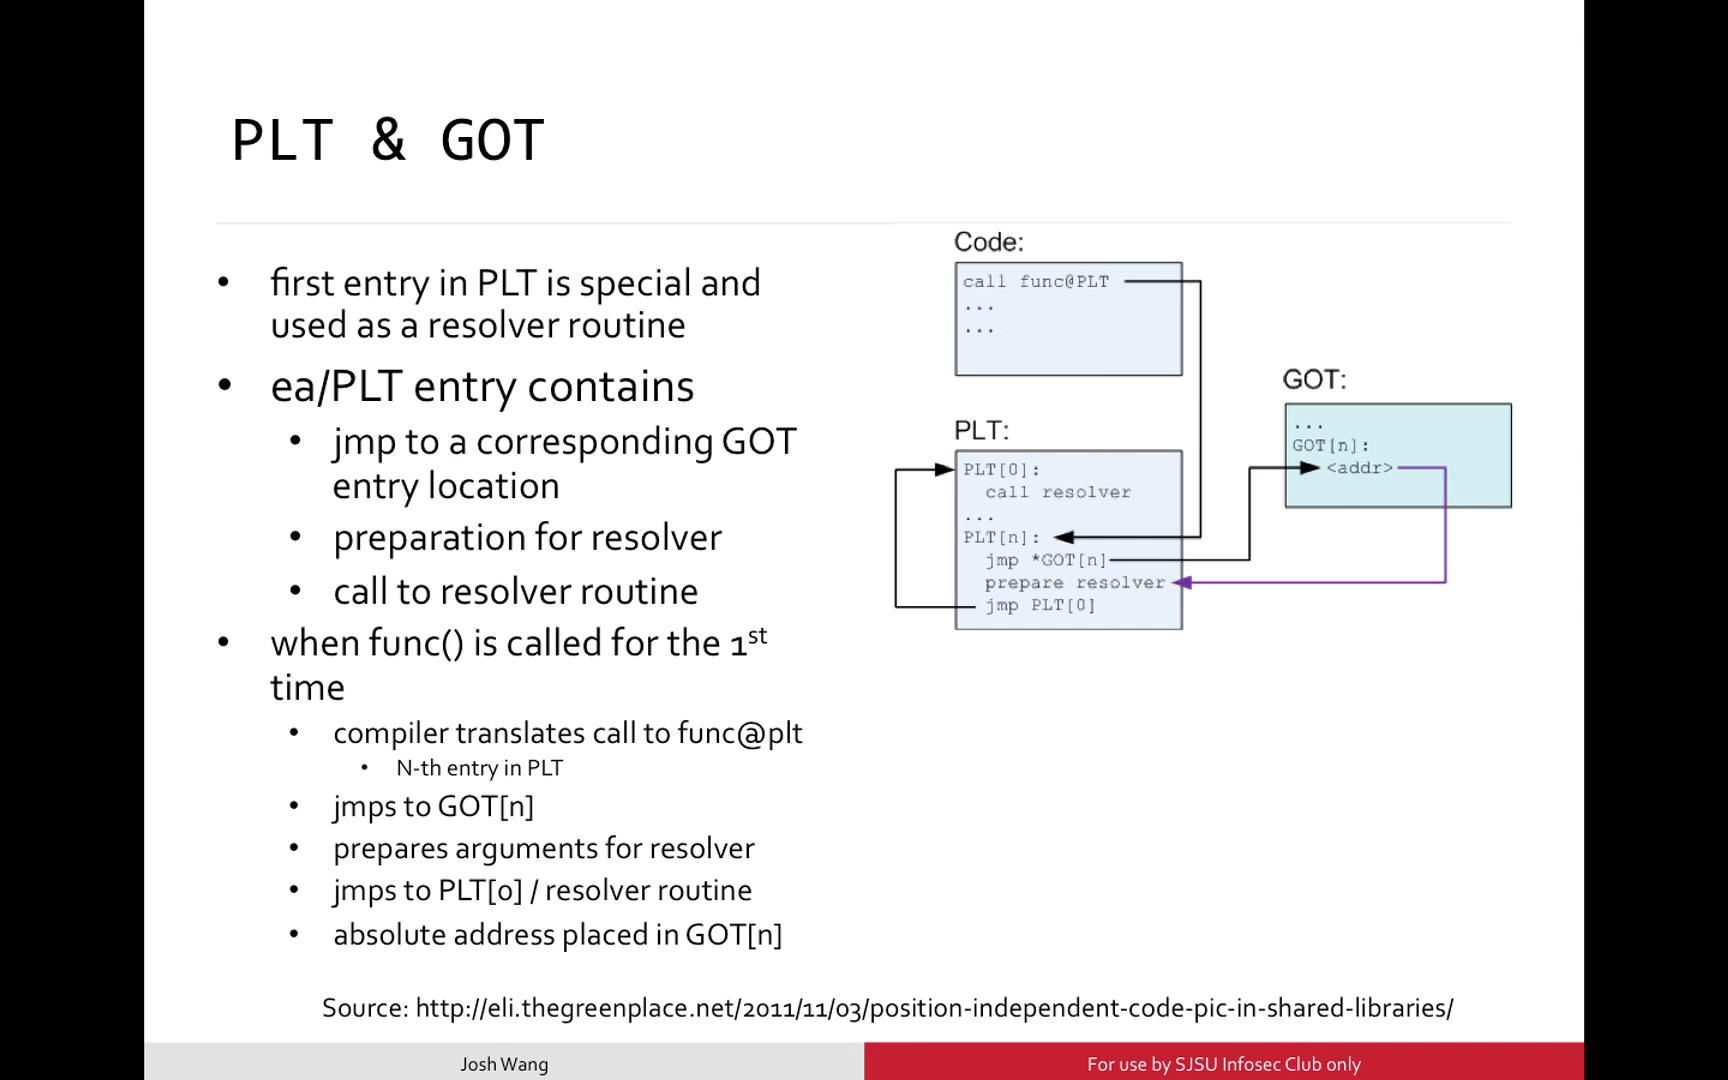 PLT & GOT
• first entry in PLT is special and
used as a resolver routine
• ea/PLT entry contains
• jmp to a corresponding GOT
entry location
• preparation for resolver
• call to resolver routine
• when func() is called for the 1st
time
• compiler translates call to func@plt
• N-th entry in PLT
• jmps to GOT[n]
• prepares arguments for resolver
• jmps to PLT[0] / resolver routine
• absolute address placed in GOT[n]
Code:
call func@PLT
...
...
PLT:
PLT[0]:
call resolver
...
PLT[n]:
jmp *GOT[n]
prepare resolver
jmp PLT[0]
GOT:
...
GOT[n]:
<addr>
Source: http://eli.thegreenplace.net/2011/11/03/position-independent-code-pic-in-shared-libraries/
Josh Wang
For use by SJSU Infosec Club only